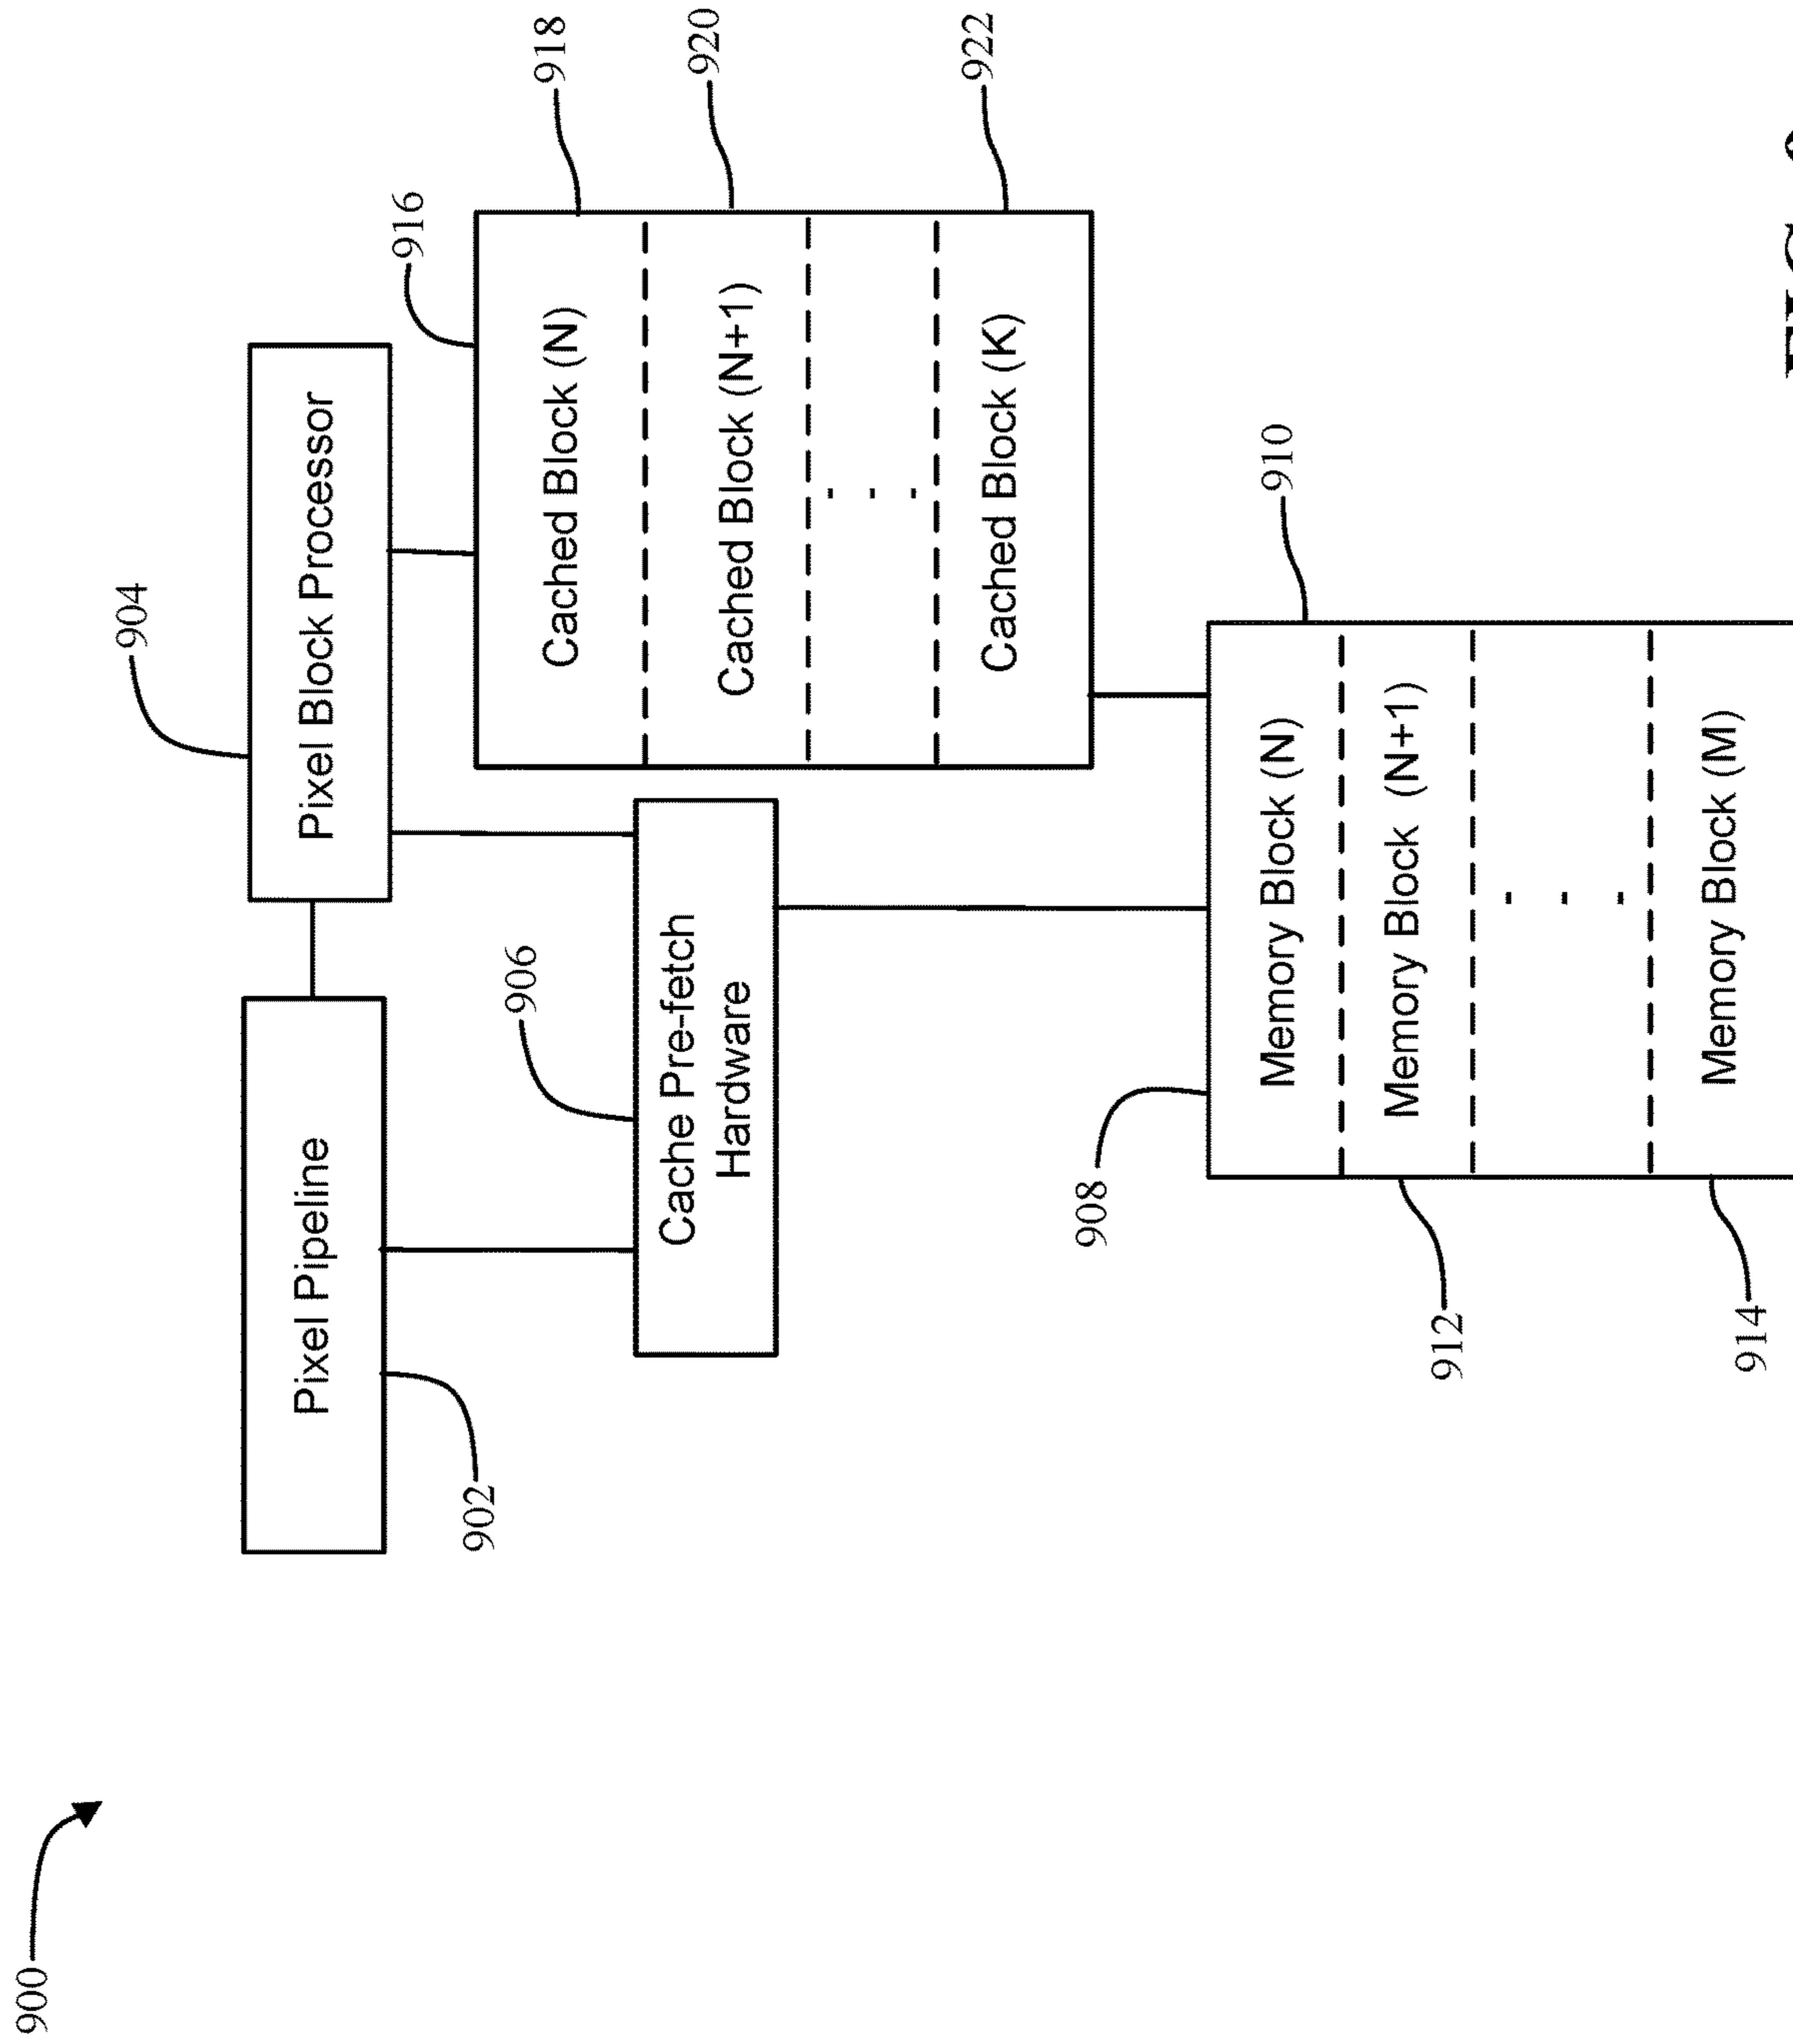 900
904
Pixel Pipeline
Pixel Block Processor
902
916
906
Cached Block (N)
918
Cache Pre-fetch
Hardware
Cached Block (N+1)
920
. . .
Cached Block (K)
922
908
Memory Block (N)
910
Memory Block (N+1)
912
. . .
Memory Block (M)
914